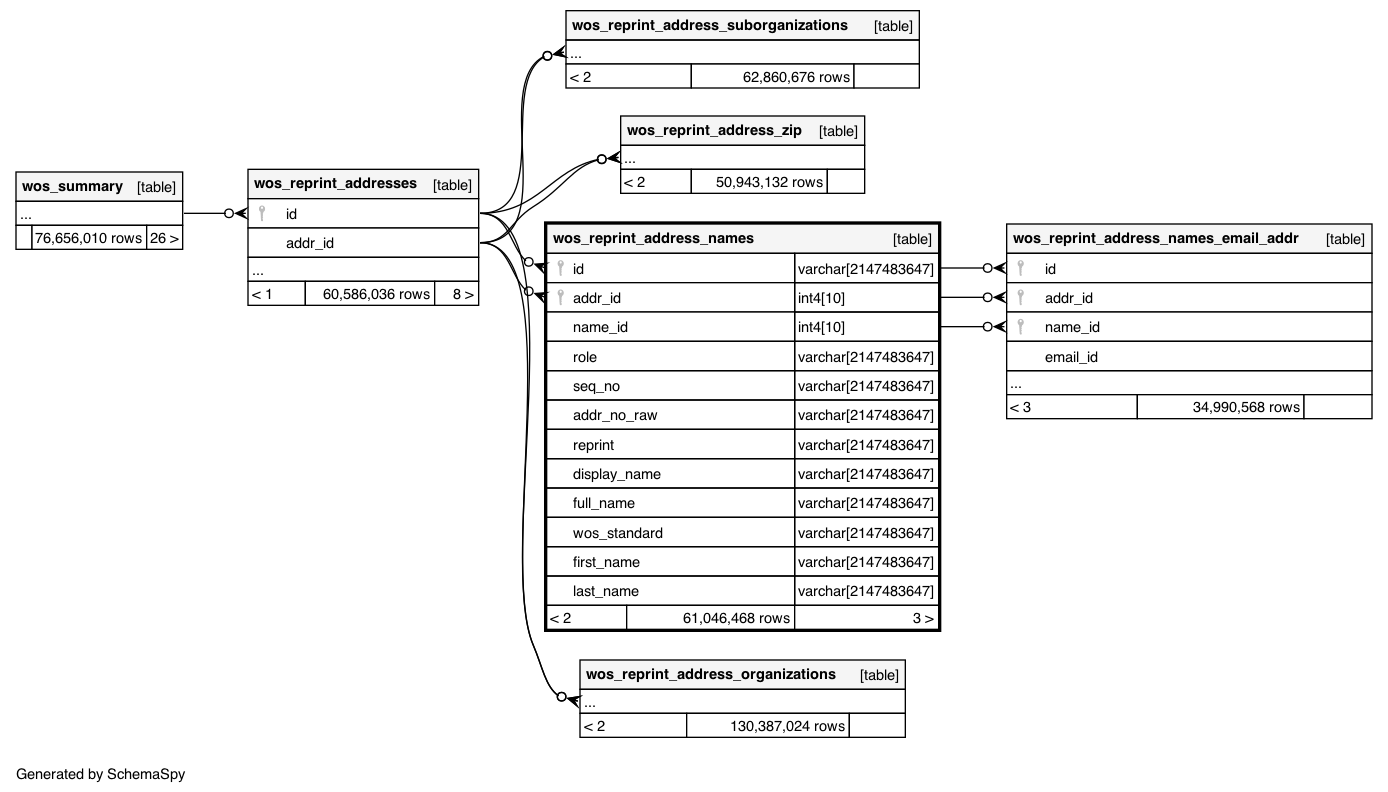 wos_reprint_address_suborganizations [table]
...
< 2 62,860,676 rows
wos_reprint_address_zip [table]
...
< 2 50,943,132 rows
wos_summary [table]
...
76,656,010 rows 26 >
wos_reprint_addresses [table]
id
addr_id
...
< 1 60,586,036 rows 8 >
wos_reprint_address_names [table]
id varchar[2147483647]
addr_id int4[10]
name_id int4[10]
role varchar[2147483647]
seq_no varchar[2147483647]
addr_no_raw varchar[2147483647]
reprint varchar[2147483647]
display_name varchar[2147483647]
full_name varchar[2147483647]
wos_standard varchar[2147483647]
first_name varchar[2147483647]
last_name varchar[2147483647]
< 2 61,046,468 rows 3 >
wos_reprint_address_names_email_addr [table]
id
addr_id
name_id
email_id
...
< 3 34,990,568 rows
wos_reprint_address_organizations [table]
...
< 2 130,387,024 rows
Generated by SchemaSpy